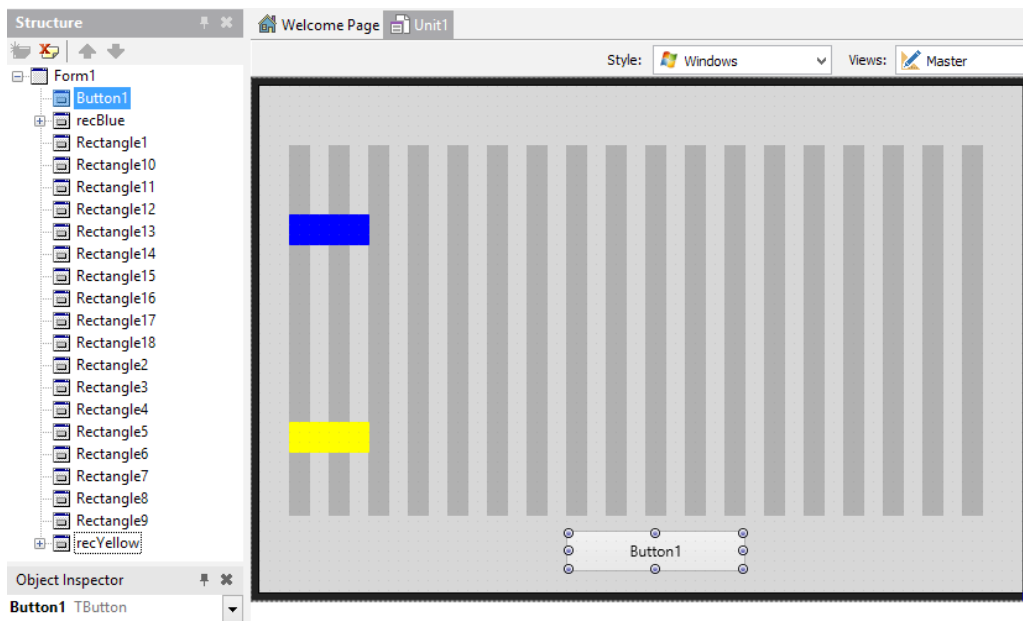 Structure
Welcome Page Unit1
Style: Windows Views: Master
Form1
Button1
recBlue
Rectangle1
Rectangle10
Rectangle11
Rectangle12
Rectangle13
Rectangle14
Rectangle15
Rectangle16
Rectangle17
Rectangle18
Rectangle2
Rectangle3
Rectangle4
Rectangle5
Rectangle6
Rectangle7
Rectangle8
Rectangle9
recYellow
Button1
Object Inspector
Button1 TButton